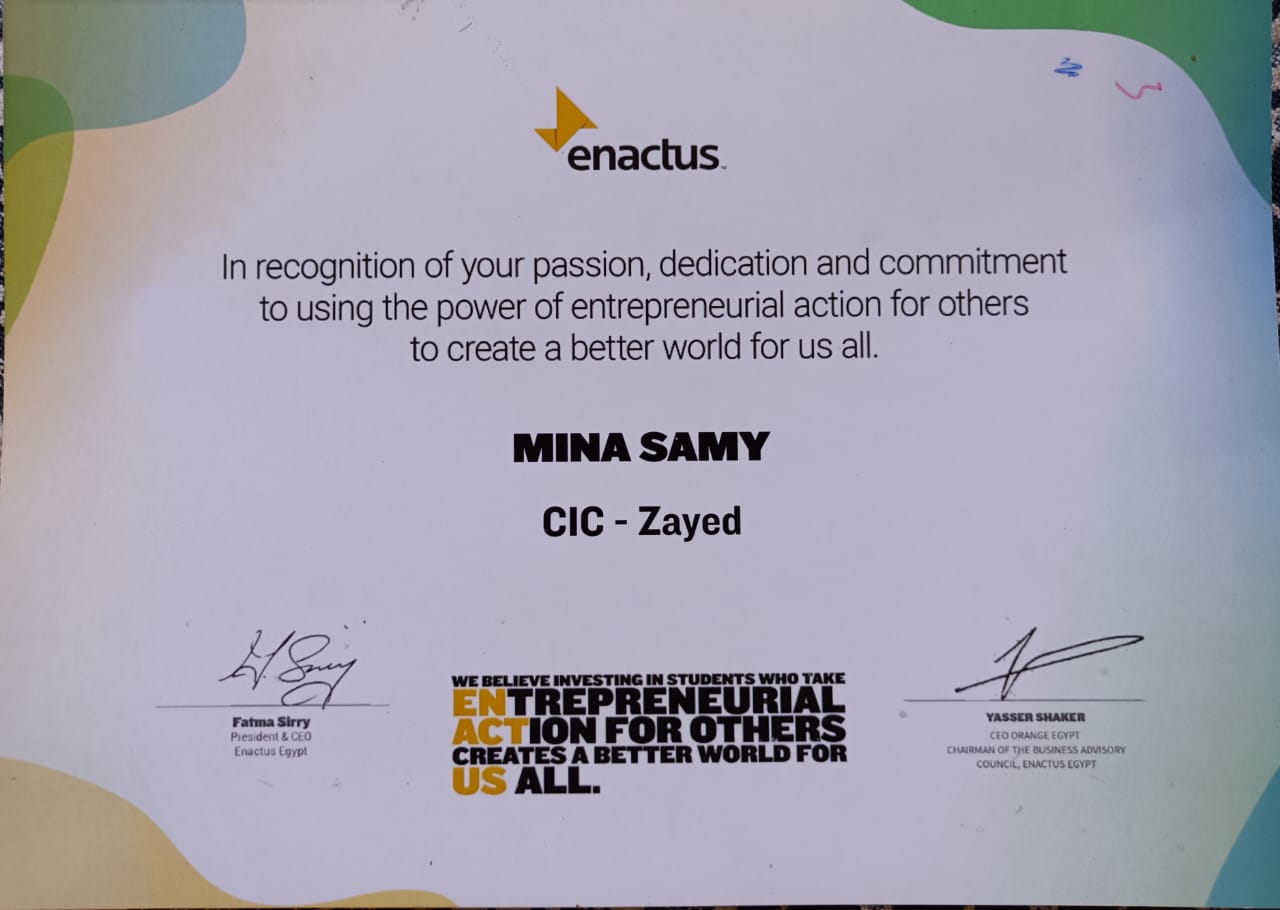 enactus™
In recognition of your passion, dedication and commitment
to using the power of entrepreneurial action for others
to create a better world for us all.
MINA SAMY
CIC - Zayed
Fatma Sirry
President & CEO
Enactus Egypt
WE BELIEVE INVESTING IN STUDENTS WHO TAKE
ENTREPRENEURIAL
ACTION FOR OTHERS
CREATES A BETTER WORLD FOR
US ALL.
YASSER SHAKER
CEO ORANGE EGYPT
CHAIRMAN OF THE BUSINESS ADVISORY
COUNCIL, ENACTUS EGYPT